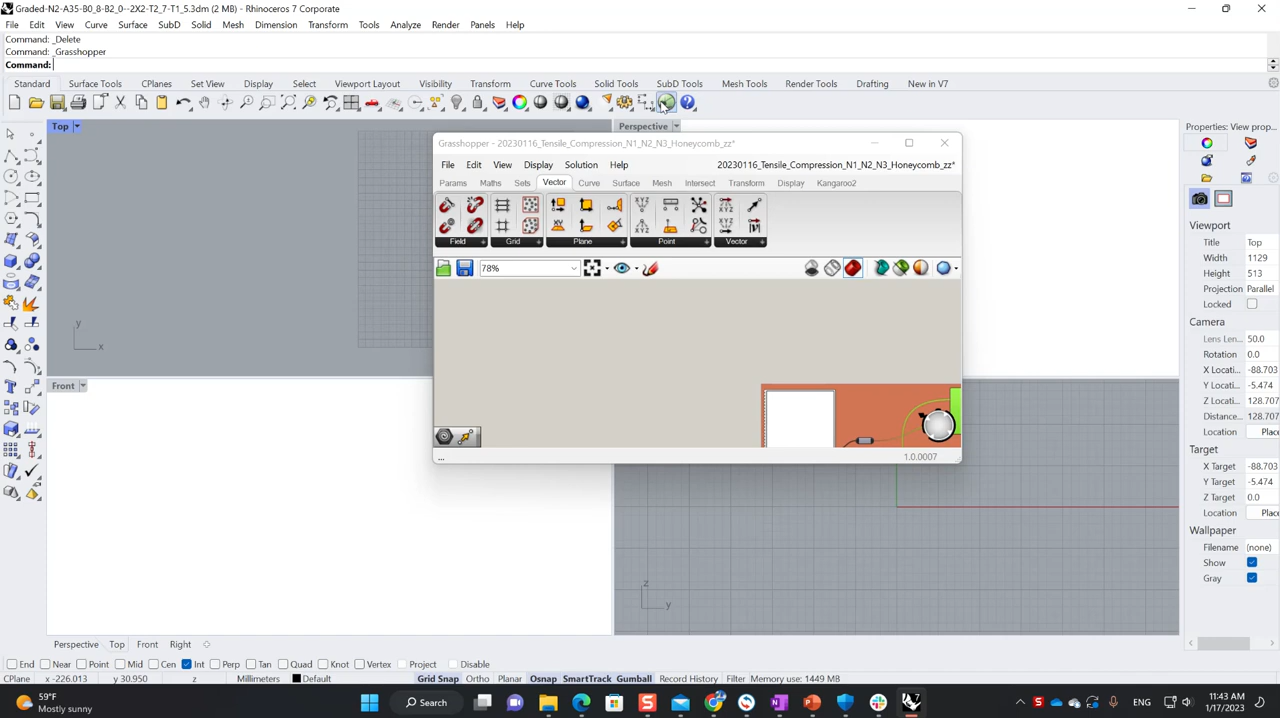 Graded-N2-A35-B0_8-B2_0--2X2-T2_7-T1_5.3dm (2 MB) - Rhinoceros 7 Corporate
File Edit View Curve Surface SubD Solid Mesh Dimension Transform Tools Analyze Render Panels Help
Command: _Delete
Command: _Grasshopper
Command:
Standard Surface Tools CPlanes Set View Display Viewport Layout Visibility Transform Curve Tools Solid Tools SubD Tools Mesh Tools Render Tools Drafting New in V7
Top
Perspective
Properties: View prop...
Grasshopper - 20230116_Tensile_Compression_N1_N2_N3_Honeycomb_zz*
File Edit View Display Solution Help 20230116_Tensile_Compression_N1_N2_N3_Honeycomb_zz*
Params Maths Sets Vector Curve Surface Mesh Intersect Transform Display Kangaroo2
Field Grid Plane Point Vector
78%
...
1.0.0007
Viewport
Title Top
Width 1129
Height 513
Projection Parallel
Locked
Camera
Lens Len... 50.0
Rotation 0.0
X Locati... -88.703
Y Locati... -5.474
Z Locati... 128.707
Distance... 128.707
Location Place
Target
X Target -88.703
Y Target -5.474
Z Target 0.0
Location Place
Wallpaper
Filename (none)
Show
Gray
y
x
Front
z
y
Perspective Top Front Right
End Near Point Mid Cen Int Perp Tan Quad Knot Vertex Project Disable
CPlane x -226.013 y 30.950 z Millimeters Default Grid Snap Ortho Planar Osnap SmartTrack Gumball Record History Filter Memory use: 1449 MB
59°F
Mostly sunny
Search
ENG
11:43 AM
1/17/2023